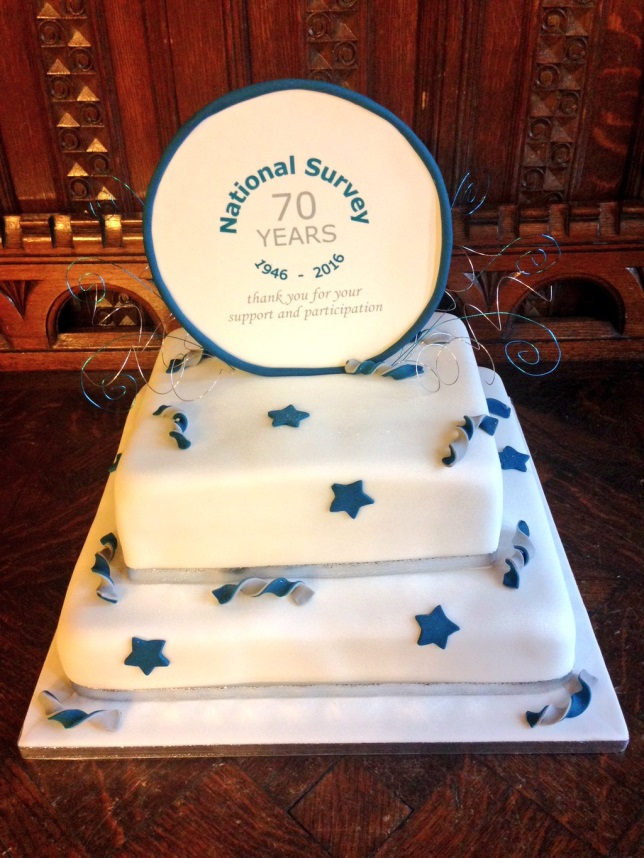 National Survey
70
YEARS
1946 - 2016
thank you for your
support and participation